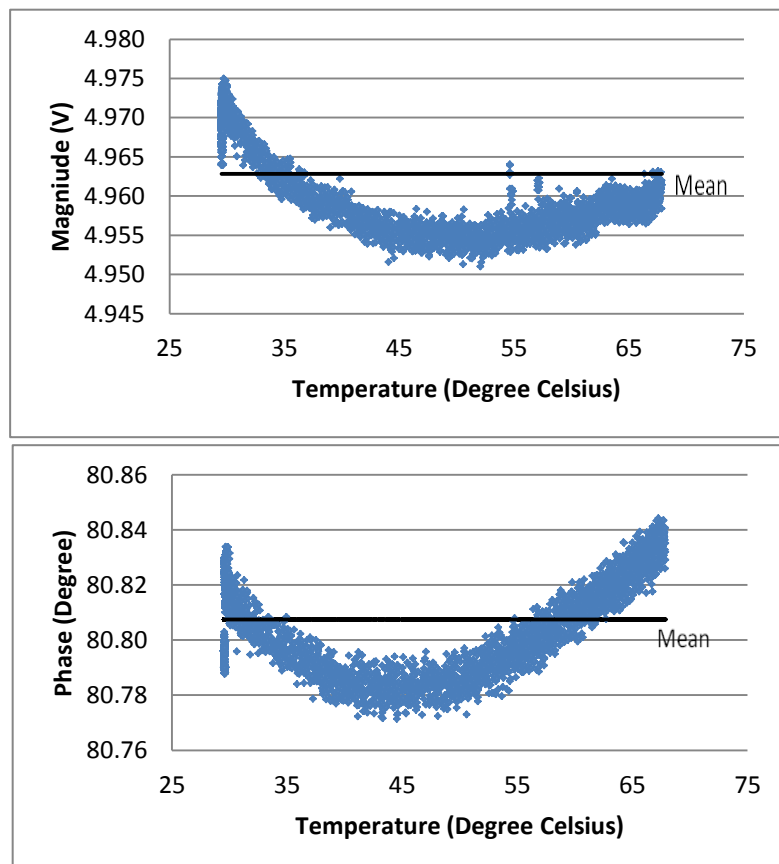 4.980
4.975
4.970
4.965
4.960
4.955
4.950
4.945
Magniude (V)
Mean
25 35 45 55 65 75
Temperature (Degree Celsius)
80.86
80.84
80.82
80.80
80.78
80.76
Phase (Degree)
Mean
25 35 45 55 65 75
Temperature (Degree Celsius)